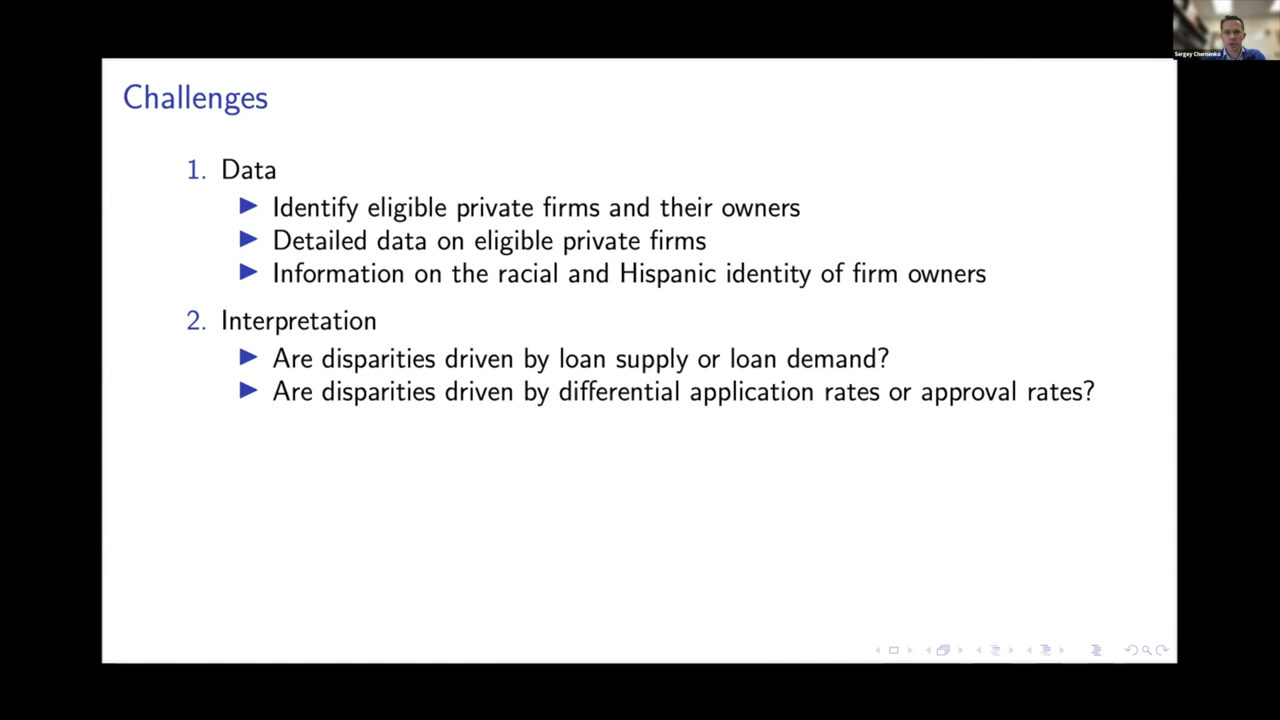 Sergey Chernenko
Challenges
1. Data
Identify eligible private firms and their owners
Detailed data on eligible private firms
Information on the racial and Hispanic identity of firm owners
2. Interpretation
Are disparities driven by loan supply or loan demand?
Are disparities driven by differential application rates or approval rates?